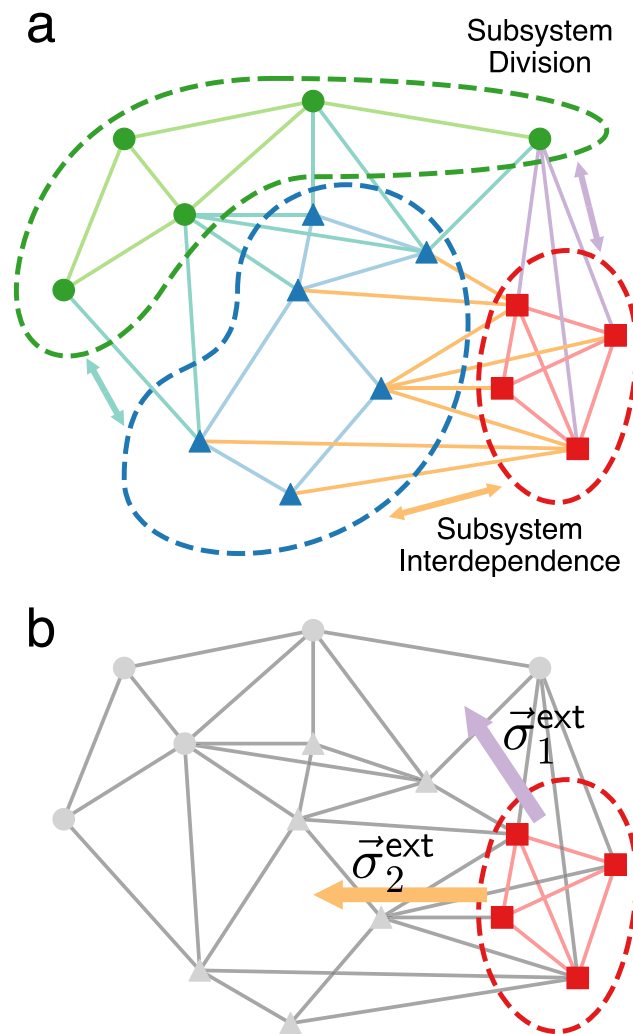 a
Subsystem
Division
Subsystem
Interdependence
b
σ⃗₁ᵉˣᵗ
σ⃗₂ᵉˣᵗ